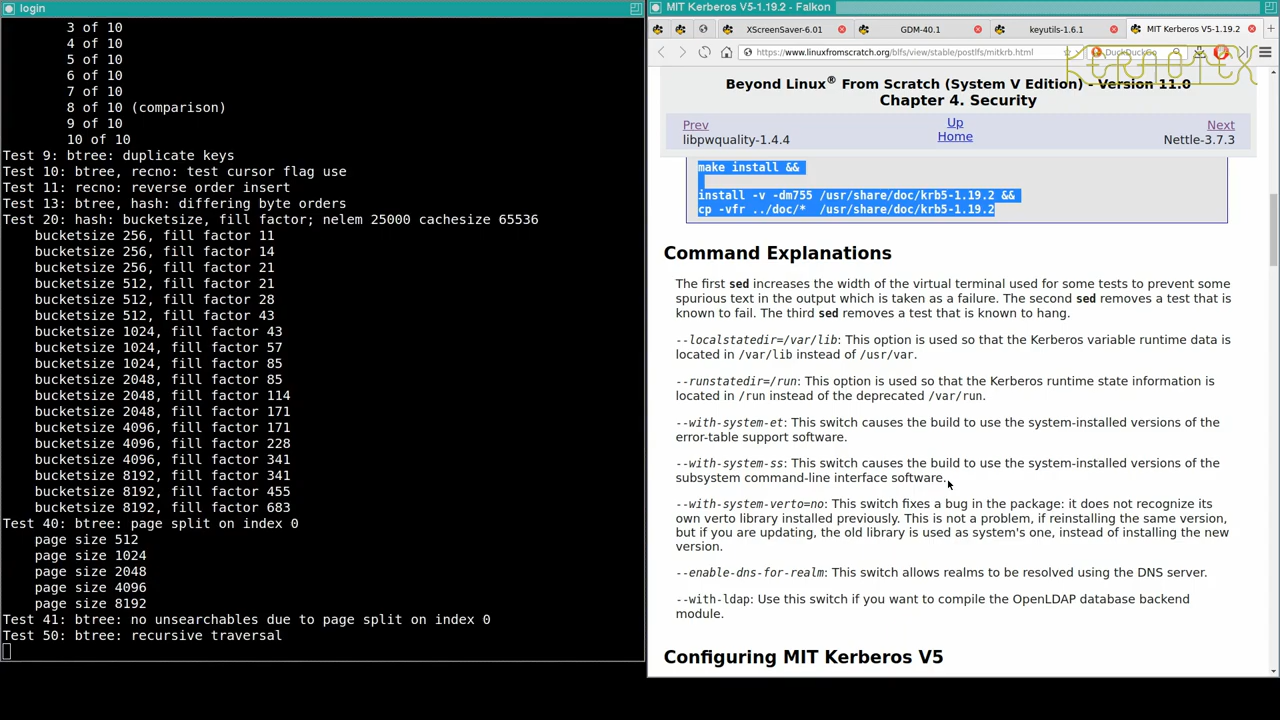 login
3 of 10
4 of 10
5 of 10
6 of 10
7 of 10
8 of 10 (comparison)
9 of 10
10 of 10
Test 9: btree: duplicate keys
Test 10: btree, recno: test cursor flag use
Test 11: recno: reverse order insert
Test 13: btree, hash: differing byte orders
Test 20: hash: bucketsize, fill factor; nelem 25000 cachesize 65536
bucketsize 256, fill factor 11
bucketsize 256, fill factor 14
bucketsize 256, fill factor 21
bucketsize 512, fill factor 21
bucketsize 512, fill factor 28
bucketsize 512, fill factor 43
bucketsize 1024, fill factor 43
bucketsize 1024, fill factor 57
bucketsize 1024, fill factor 85
bucketsize 2048, fill factor 85
bucketsize 2048, fill factor 114
bucketsize 2048, fill factor 171
bucketsize 4096, fill factor 171
bucketsize 4096, fill factor 228
bucketsize 4096, fill factor 341
bucketsize 8192, fill factor 341
bucketsize 8192, fill factor 455
bucketsize 8192, fill factor 683
Test 40: btree: page split on index 0
page size 512
page size 1024
page size 2048
page size 4096
page size 8192
Test 41: btree: no unsearchables due to page split on index 0
Test 50: btree: recursive traversal
MIT Kerberos V5-1.19.2 - Falkon
XScreenSaver-6.01
GDM-40.1
keyutils-1.6.1
MIT Kerberos V5-1.19.2
https://www.linuxfromscratch.org/blfs/view/stable/postlfs/mitkrb.html
DuckDuckGo
Beyond Linux® From Scratch (System V Edition) - Version 11.0
Chapter 4. Security
Prev
Up
Next
libpwquality-1.4.4
Home
Nettle-3.7.3
make install &&
install -v -dm755 /usr/share/doc/krb5-1.19.2 &&
cp -vfr ../doc/*  /usr/share/doc/krb5-1.19.2
Command Explanations
The first sed increases the width of the virtual terminal used for some tests to prevent some
spurious text in the output which is taken as a failure. The second sed removes a test that is
known to fail. The third sed removes a test that is known to hang.
--localstatedir=/var/lib: This option is used so that the Kerberos variable runtime data is
located in /var/lib instead of /usr/var.
--runstatedir=/run: This option is used so that the Kerberos runtime state information is
located in /run instead of the deprecated /var/run.
--with-system-et: This switch causes the build to use the system-installed versions of the
error-table support software.
--with-system-ss: This switch causes the build to use the system-installed versions of the
subsystem command-line interface software.
--with-system-verto=no: This switch fixes a bug in the package: it does not recognize its
own verto library installed previously. This is not a problem, if reinstalling the same version,
but if you are updating, the old library is used as system's one, instead of installing the new
version.
--enable-dns-for-realm: This switch allows realms to be resolved using the DNS server.
--with-ldap: Use this switch if you want to compile the OpenLDAP database backend
module.
Configuring MIT Kerberos V5